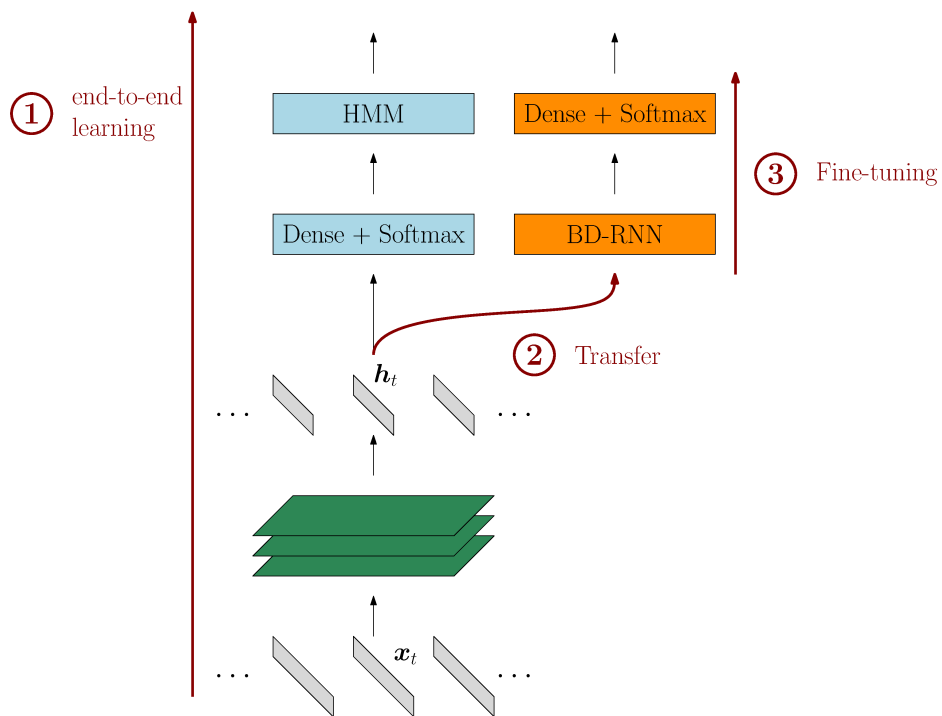 1
end-to-end
learning
HMM
Dense + Softmax
Dense + Softmax
BD-RNN
3
Fine-tuning
2
Transfer
h_t
...
...
x_t
...
...